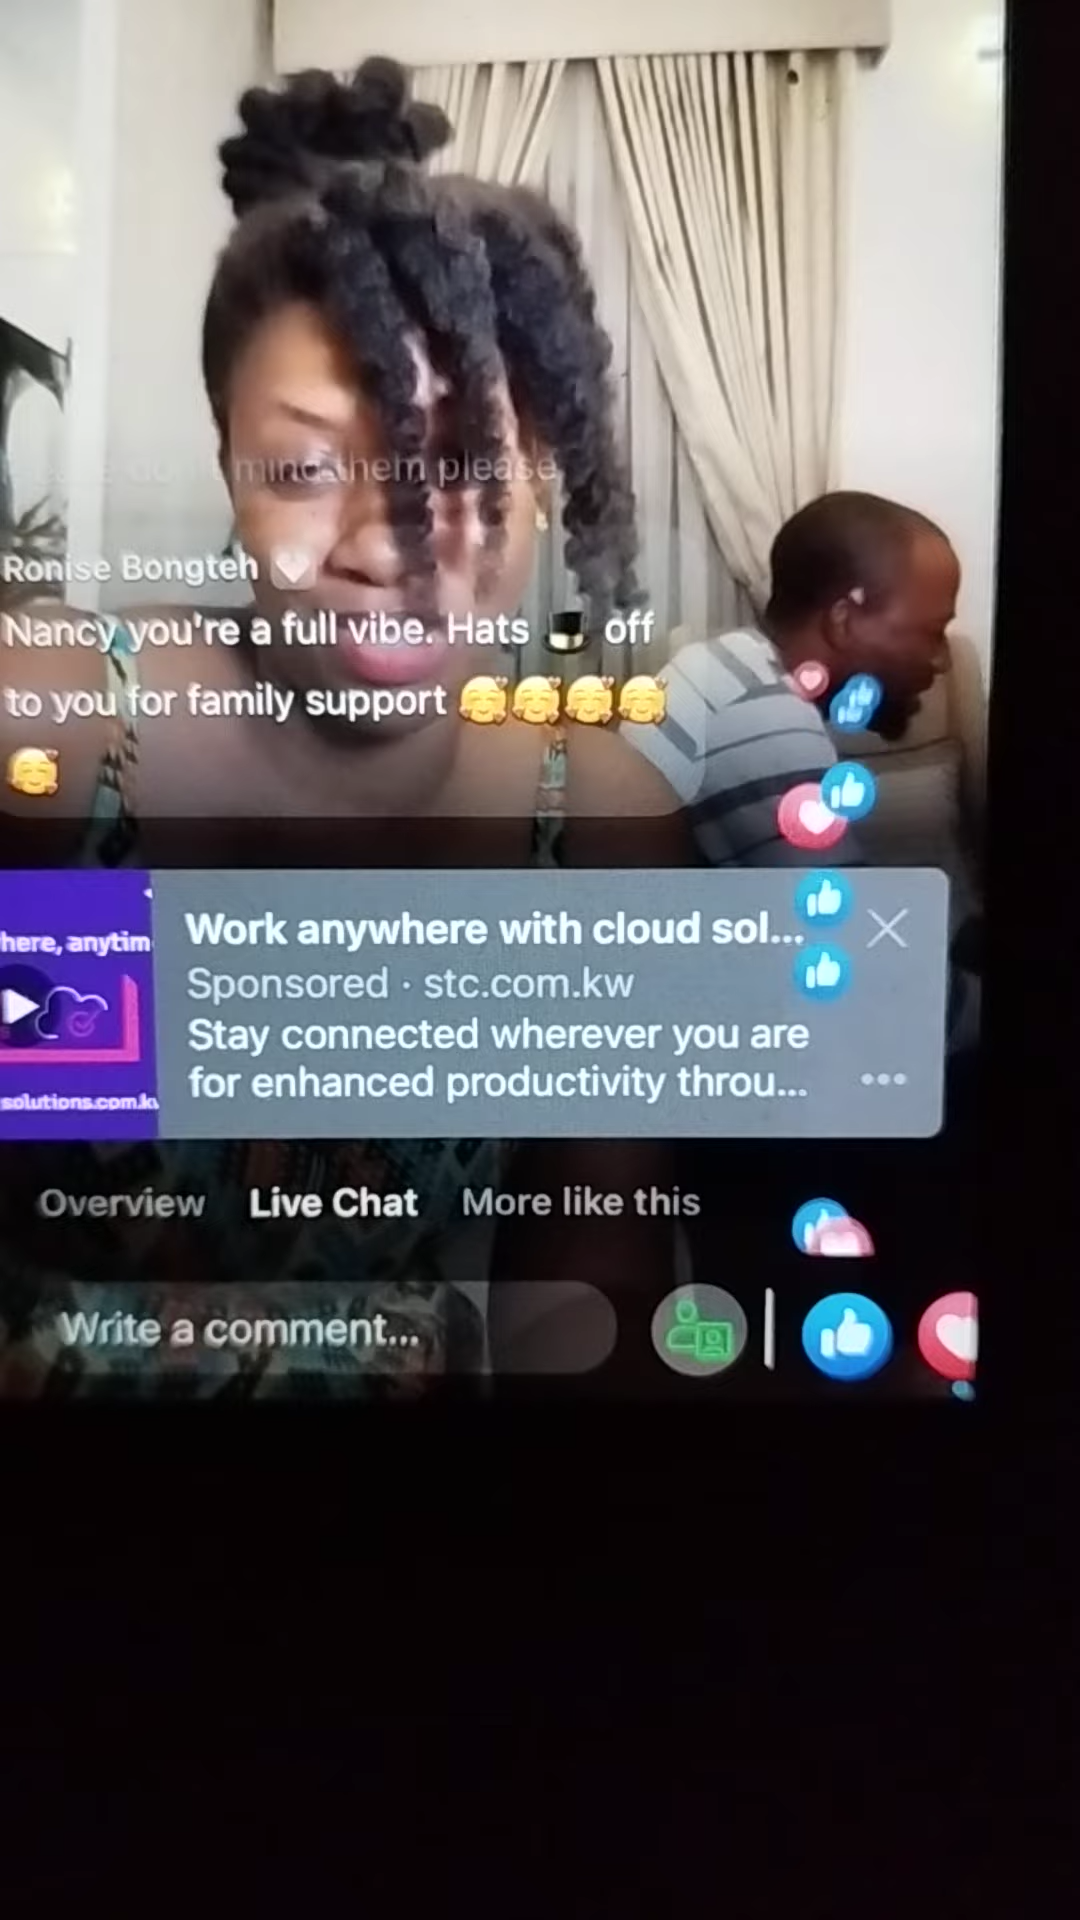 mind them please
Ronise Bongteh 🤍
Nancy you're a full vibe. Hats 🎩 off
to you for family support 🥰🥰🥰🥰
🥰
here, anytim
solutions.com.kw
Work anywhere with cloud sol...
Sponsored · stc.com.kw
Stay connected wherever you are
for enhanced productivity throu...
Overview Live Chat More like this
Write a comment...